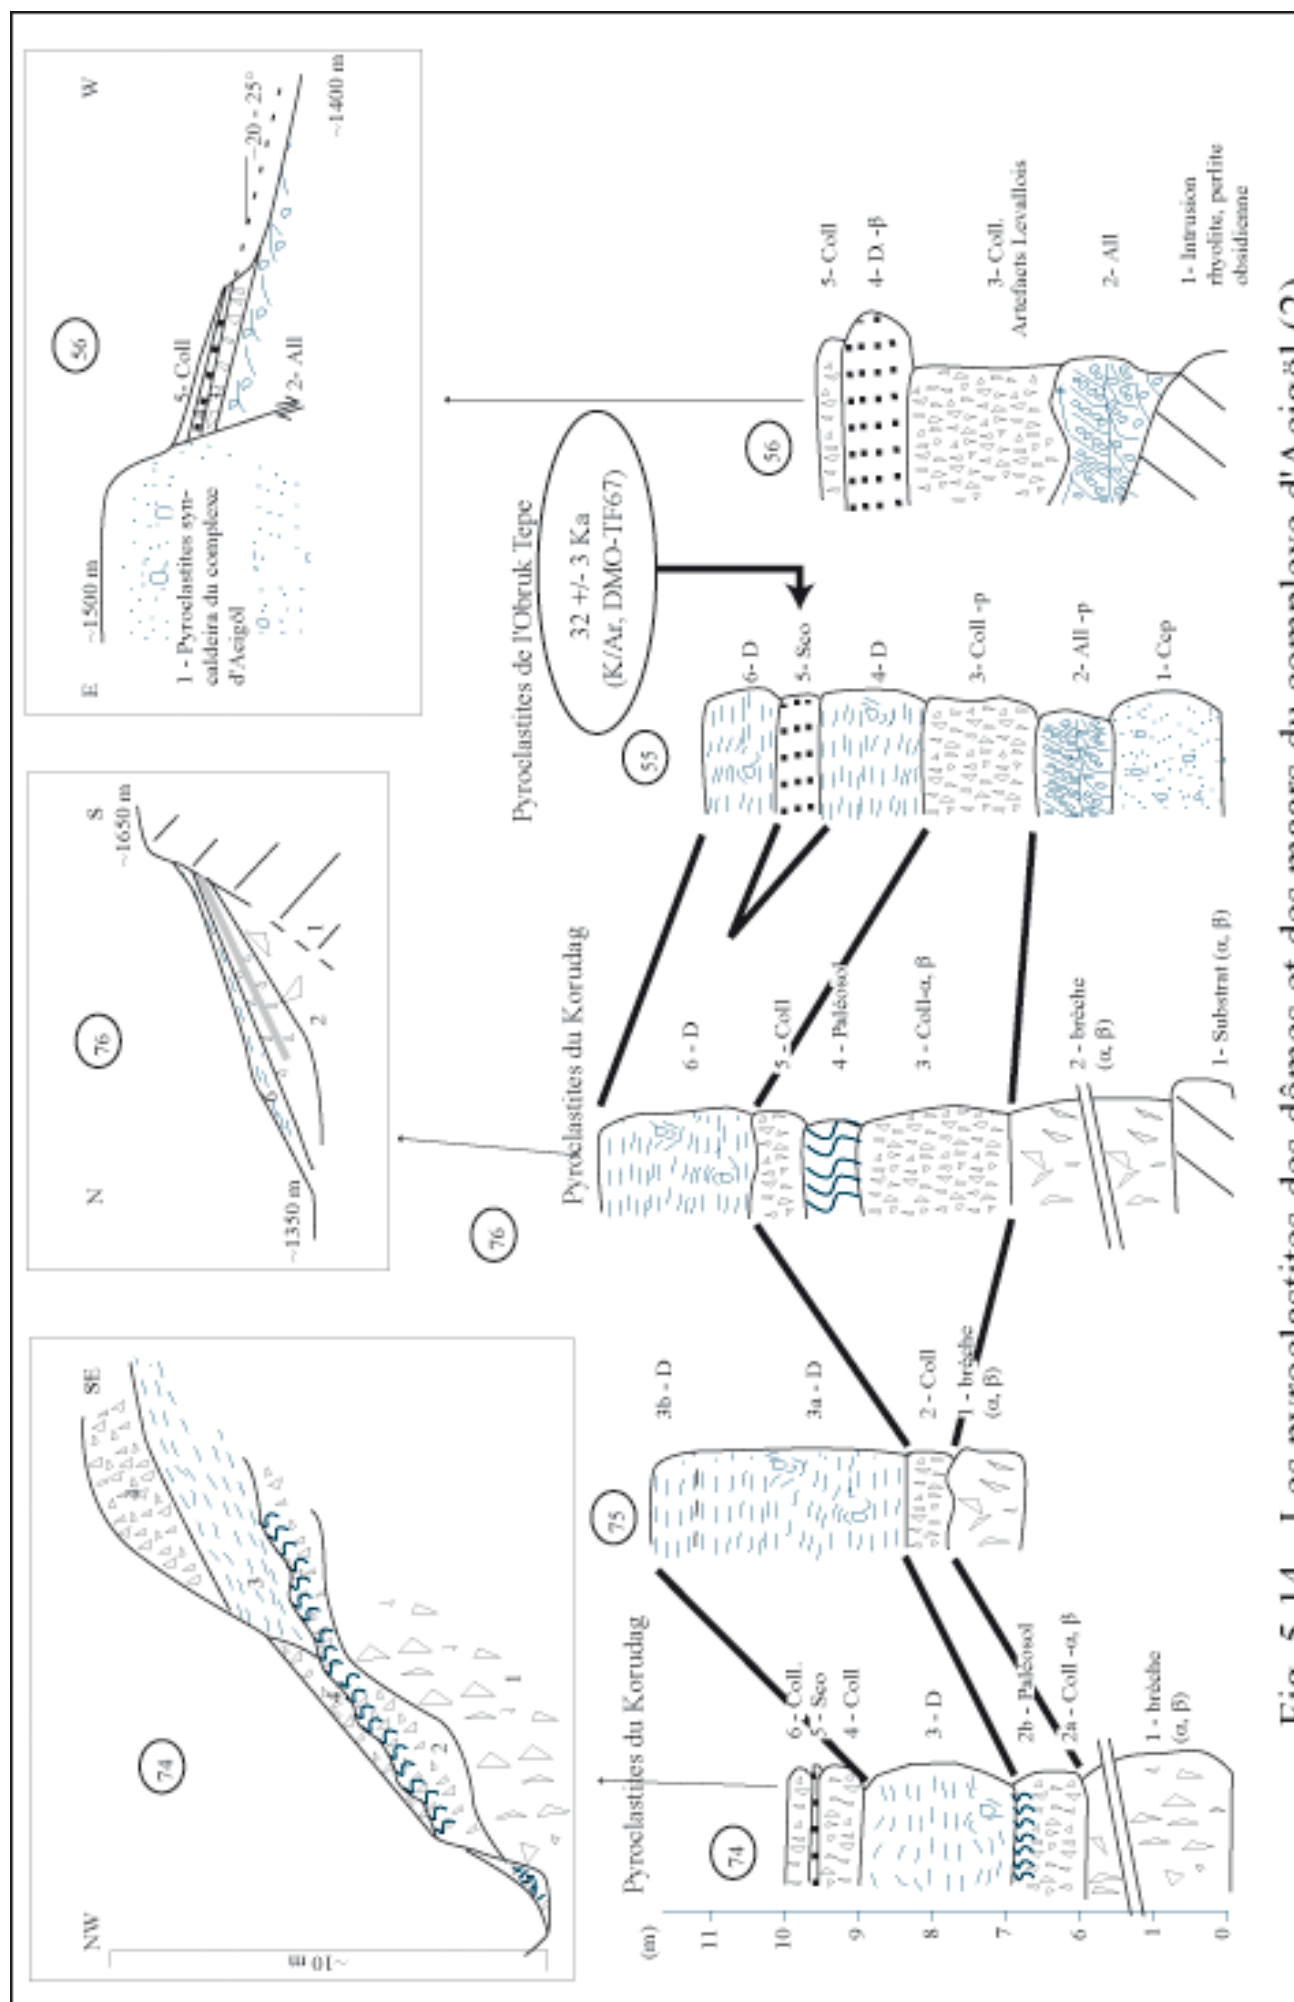 NW
SE
74
3
4
2
1
~10 m
N
S
76
~1650 m
~1350 m
1
2
E
W
56
~1500 m
~1400 m
~20 - 25°
5- Coll
2- All
1 - Pyroclastites syn-
caldeira du complexe
d'Acigöl
Pyroclastites du Korudag
74
6 - Coll.
5 - Sco
4 - Coll
3 - D
2b - Paléosol
2a - Coll -α, β
1 - brèche
(α, β)
(m)
11
10
9
8
7
6
1
0
75
3b - D
3a - D
2 - Coll
1 - brèche
(α, β)
Pyroclastites du Korudag
76
6 - D
5 - Coll
4 - Paléosol
3 - Coll-α, β
2 - brèche
(α, β)
1- Substrat (α, β)
Pyroclastites de l'Obruk Tepe
32 +/- 3 Ka
(K/Ar, DMO-TF67)
55
6- D
5- Sco
4- D
3- Coll -p
2- All -p
1- Cep
56
5- Coll
4- D. -β
3- Coll.
Artefacts Levallois
2- All
1- Intrusion
rhyolite, perlite
obsidienne
Fig. 5.14 - Les pyroclastites des dômes et des maars du complexe d'Acigöl (2)